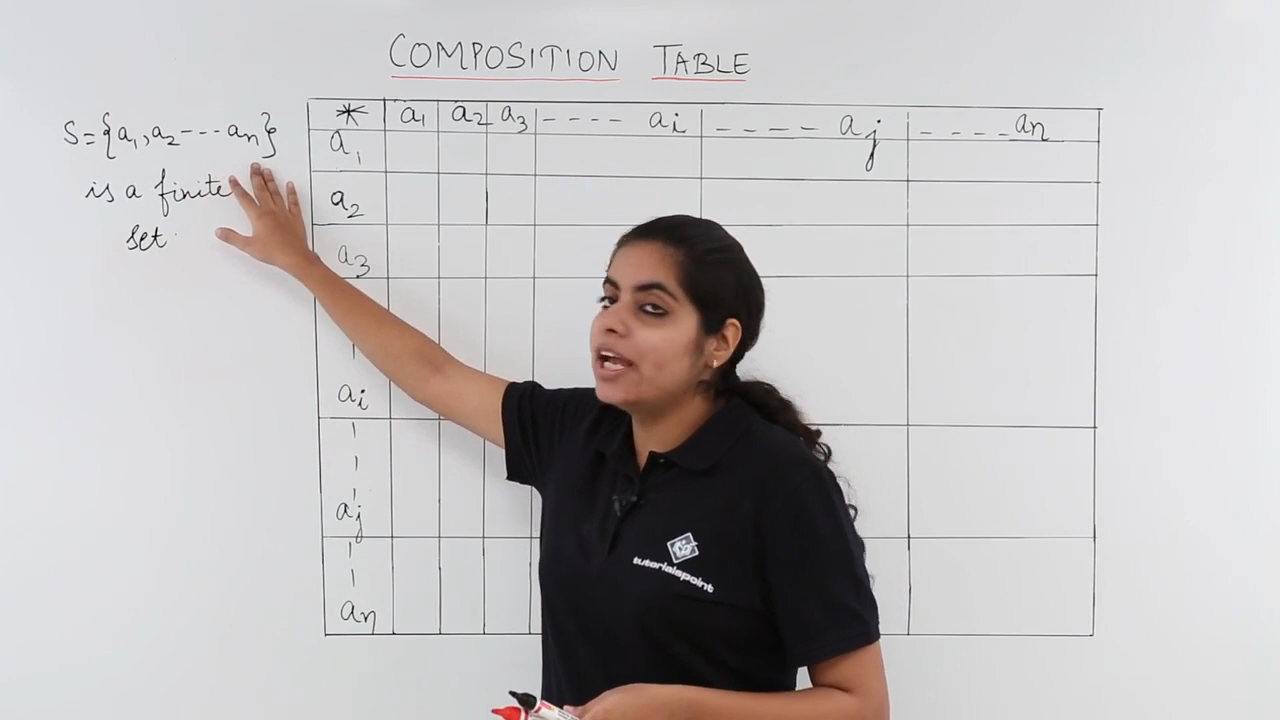 COMPOSITION TABLE
S={a1,a2---an}
is a finite
set.
* a1 a2 a3 ---- ai ---- aj ---- an
a1
a2
a3
ai
aj
an
tutorialspoint